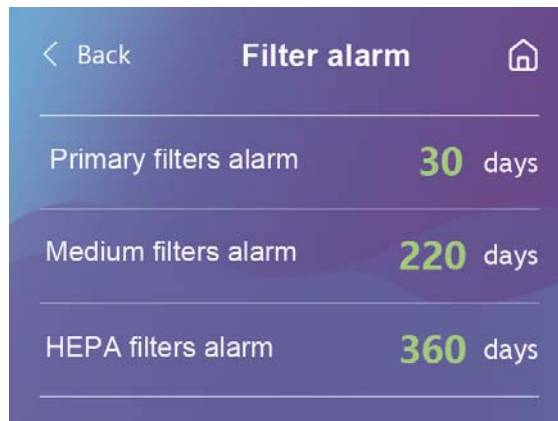 Back Filter alarm
Primary filters alarm 30 days
Medium filters alarm 220 days
HEPA filters alarm 360 days